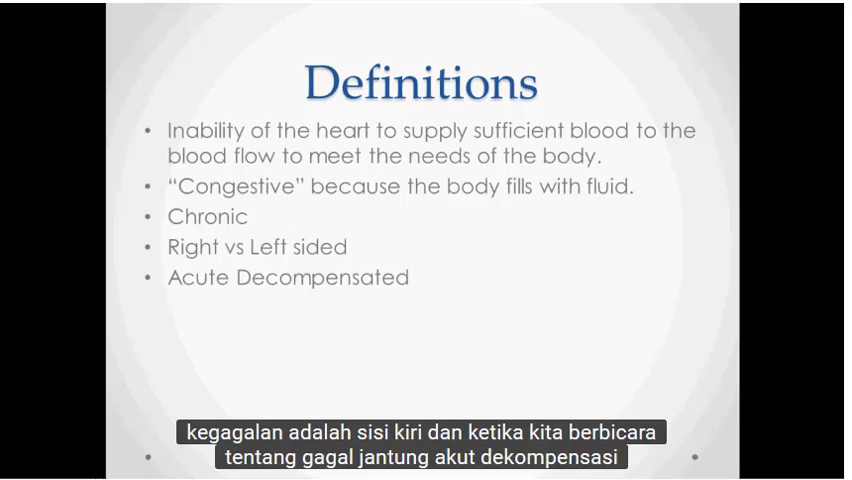 Definitions
• Inability of the heart to supply sufficient blood to the
blood flow to meet the needs of the body.
• “Congestive” because the body fills with fluid.
• Chronic
• Right vs Left sided
• Acute Decompensated
kegagalan adalah sisi kiri dan ketika kita berbicara
tentang gagal jantung akut dekompensasi